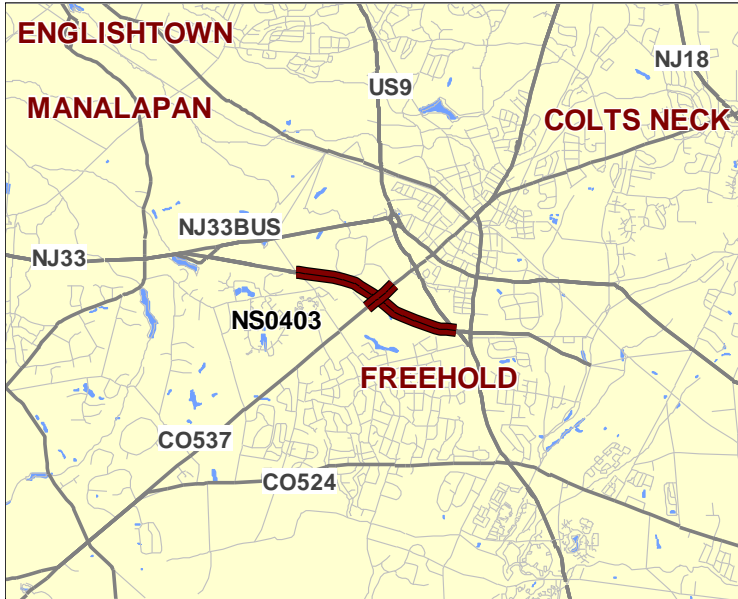 ENGLISHTOWN
NJ18
US9
MANALAPAN
COLTS NECK
NJ33BUS
NJ33
NS0403
FREEHOLD
CO537
CO524